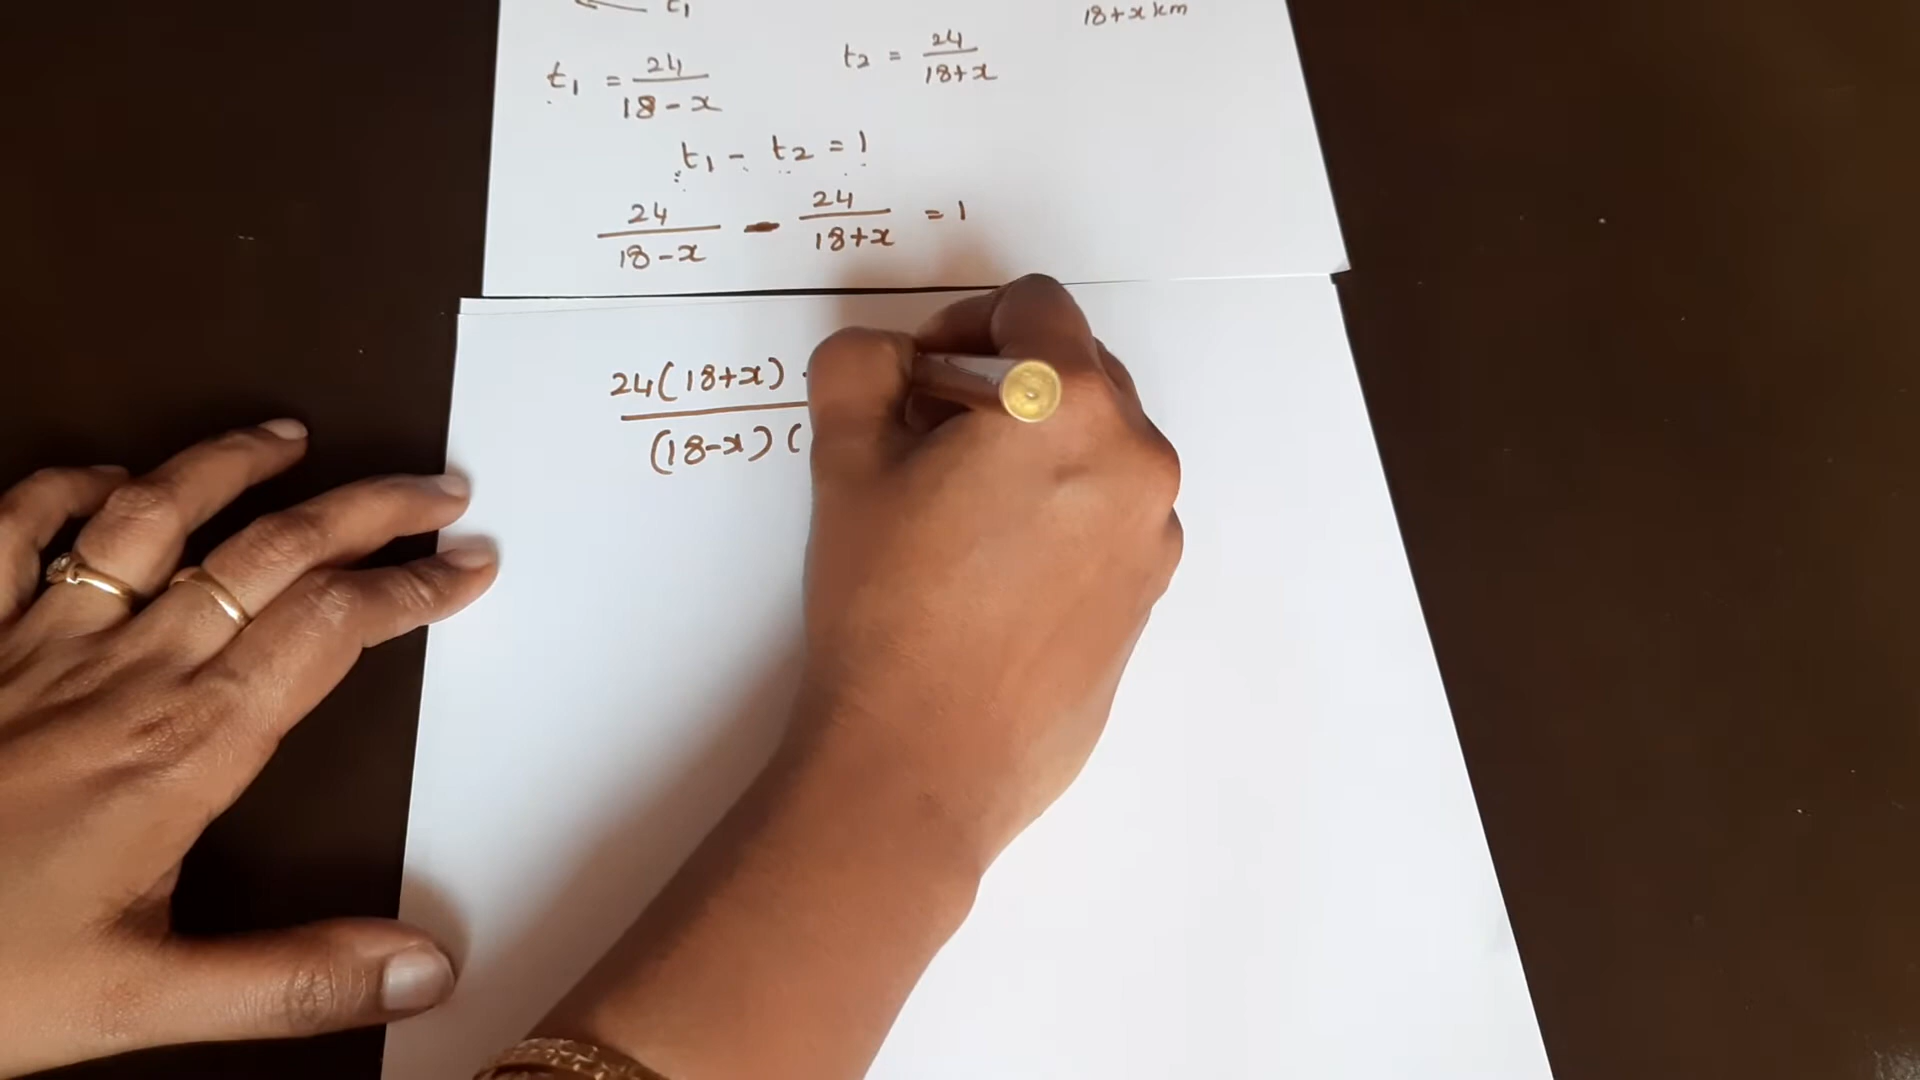 t₁ 18+x km
t₁ = 24/(18-x) t₂ = 24/(18+x)
t₁ - t₂ = 1
24/(18-x) - 24/(18+x) = 1
24(18+x)
(18-x)(